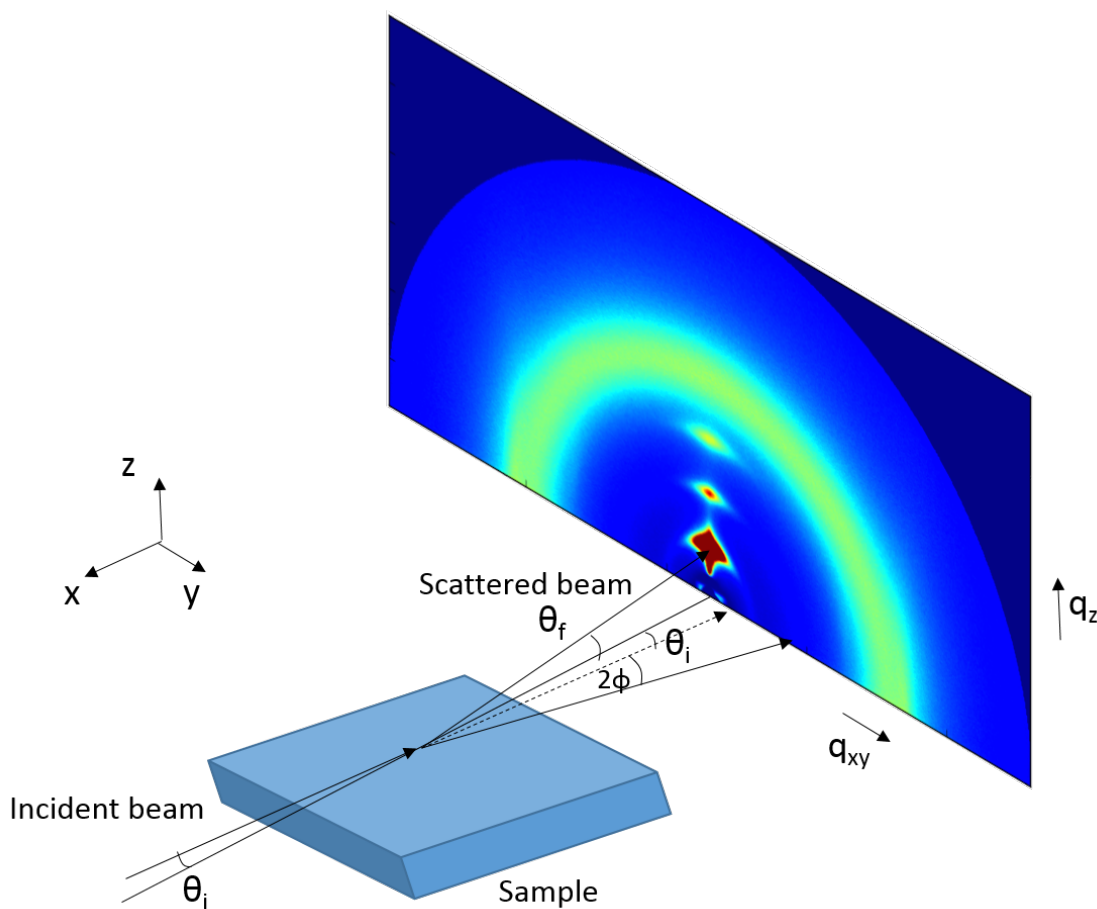 z
x
y
Scattered beam
θf
θi
2ϕ
qz
qxy
Incident beam
θi
Sample